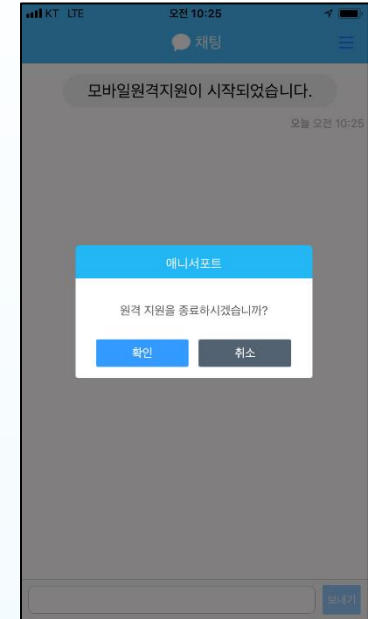 KT LTE 오전 10:25
채팅
모바일원격지원이 시작되었습니다.
오늘 오전 10:25
애니서포트
원격 지원을 종료하시겠습니까?
확인 취소
보내기